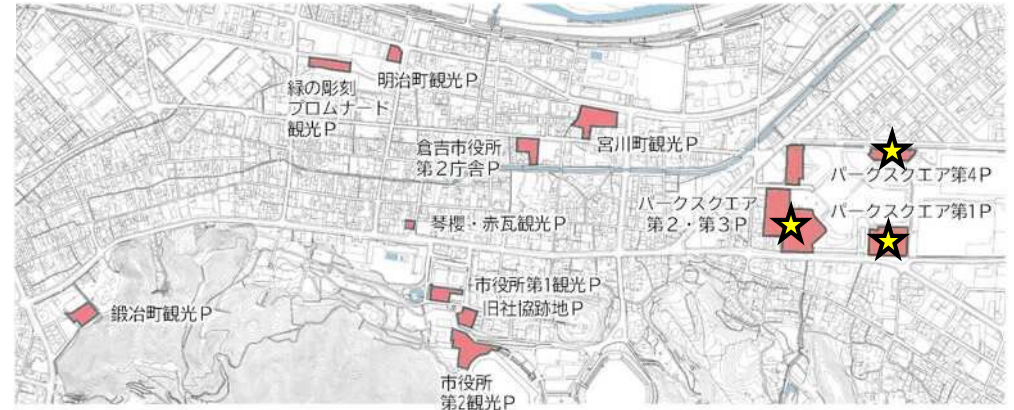 緑の彫刻
プロムナード
観光P
明治町観光P
倉吉市役所
第2庁舎P
宮川町観光P
パークスクエア第4P
パークスクエア
第2・第3P
パークスクエア第1P
琴櫻・赤瓦観光P
市役所第1観光P
旧社協跡地P
鍛冶町観光P
市役所
第2観光P